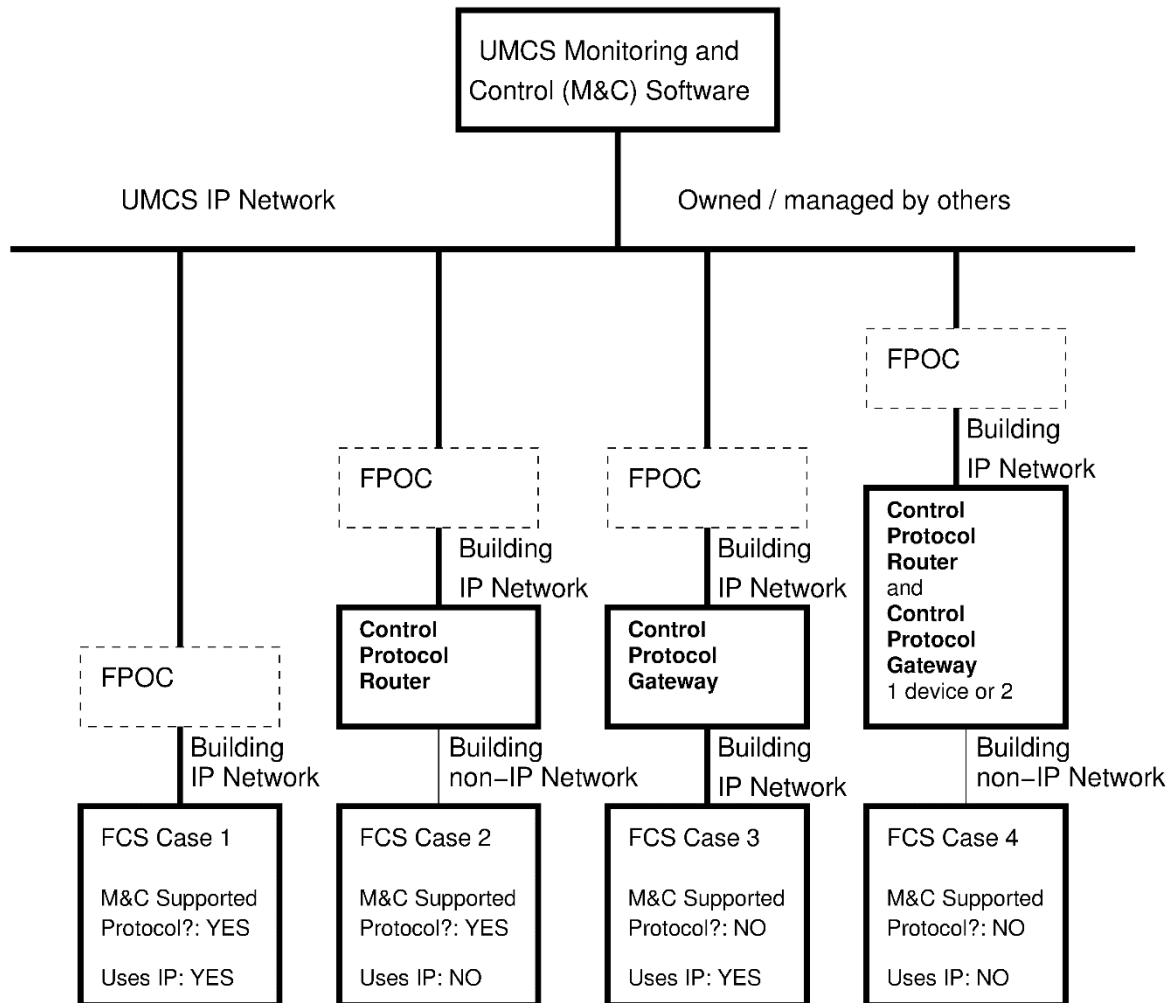 UMCS Monitoring and
Control (M&C) Software
UMCS IP Network
Owned / managed by others
FPOC
Building
IP Network
FCS Case 1
M&C Supported
Protocol?: YES
Uses IP: YES
FPOC
Building
IP Network
Control
Protocol
Router
Building
non−IP Network
FCS Case 2
M&C Supported
Protocol?: YES
Uses IP: NO
FPOC
Building
IP Network
Control
Protocol
Gateway
Building
IP Network
FCS Case 3
M&C Supported
Protocol?: NO
Uses IP: YES
FPOC
Building
IP Network
Control
Protocol
Router
and
Control
Protocol
Gateway
1 device or 2
Building
non−IP Network
FCS Case 4
M&C Supported
Protocol?: NO
Uses IP: NO